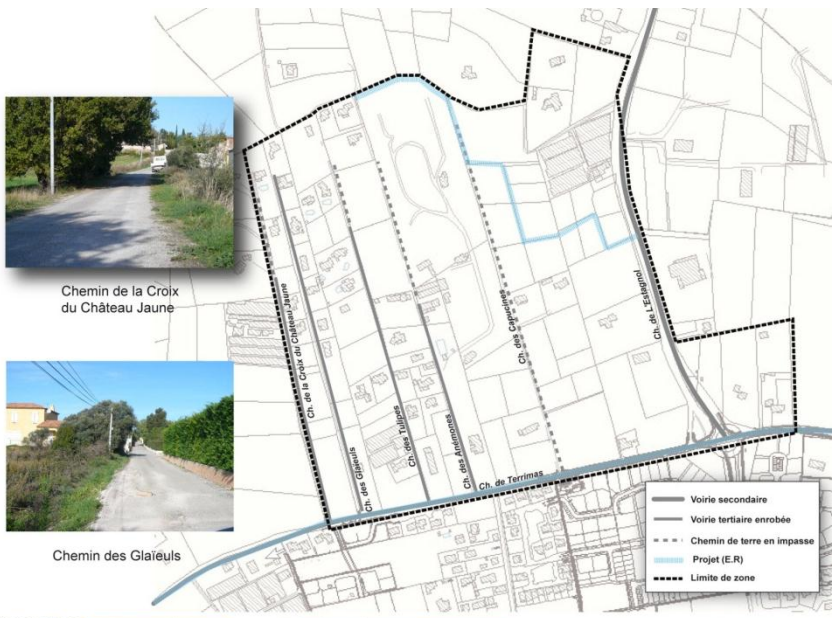 Chemin de la Croix
du Château Jaune
Chemin des Glaïeuls
Ch. de la Croix du Château Jaune
Ch. des Glaïeuls
Ch. des Tulipes
Ch. des Anémones
Ch. des Capucines
Ch. de L'Estagnol
Ch. de Terrimas
Voirie secondaire
Voirie tertiaire enrobée
Chemin de terre en impasse
Projet (E.R)
Limite de zone